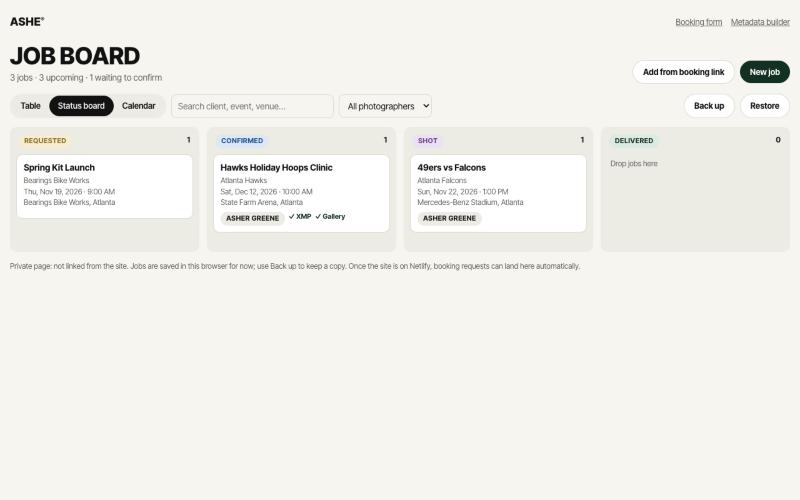 ASHE®
Booking form
Metadata builder
JOB BOARD
3 jobs · 3 upcoming · 1 waiting to confirm
Add from booking link
New job
Table
Status board
Calendar
Search client, event, venue...
All photographers
Back up
Restore
REQUESTED
1
Spring Kit Launch
Bearings Bike Works
Thu, Nov 19, 2026 · 9:00 AM
Bearings Bike Works, Atlanta
CONFIRMED
1
Hawks Holiday Hoops Clinic
Atlanta Hawks
Sat, Dec 12, 2026 · 10:00 AM
State Farm Arena, Atlanta
ASHER GREENE ✓ XMP ✓ Gallery
SHOT
1
49ers vs Falcons
Atlanta Falcons
Sun, Nov 22, 2026 · 1:00 PM
Mercedes-Benz Stadium, Atlanta
ASHER GREENE
DELIVERED
0
Drop jobs here
Private page: not linked from the site. Jobs are saved in this browser for now; use Back up to keep a copy. Once the site is on Netlify, booking requests can land here automatically.